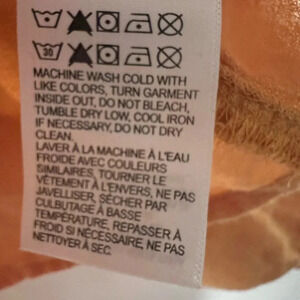 30
MACHINE WASH COLD WITH
LIKE COLORS, TURN GARMENT
INSIDE OUT, DO NOT BLEACH,
TUMBLE DRY LOW, COOL IRON
IF NECESSARY, DO NOT DRY
CLEAN.
LAVER À LA MACHINE À L'EAU
FROIDE AVEC COULEURS
SIMILAIRES, TOURNER LE
VÊTEMENT À L'ENVERS, NE PAS
JAVELLISER, SÉCHER PAR
CULBUTAGE À BASSE
TEMPÉRATURE, REPASSER À
FROID SI NÉCESSAIRE, NE PAS
NETTOYER À SEC.